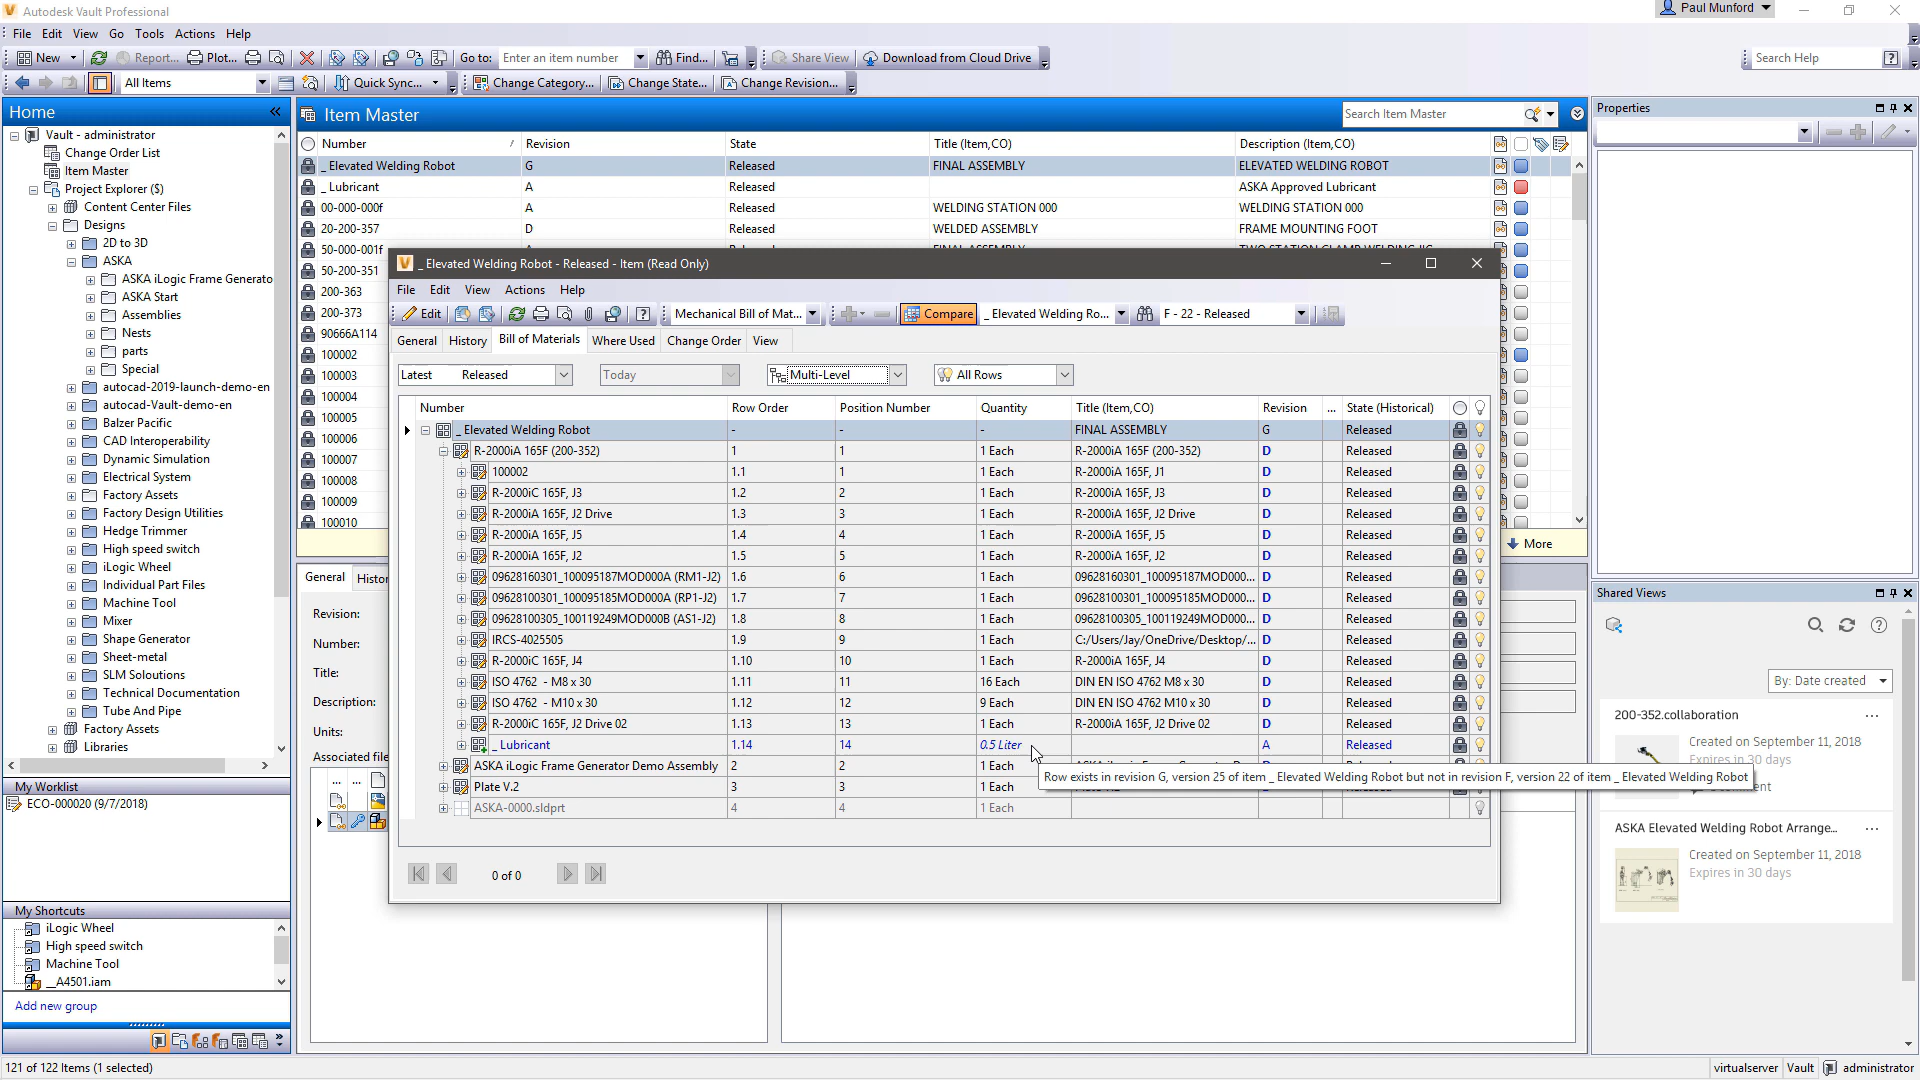 Autodesk Vault Professional
Paul Munford
File Edit View Go Tools Actions Help
New Report... Plot... Go to: Enter an item number Find... Share View Download from Cloud Drive Search Help
All Items Quick Sync... Change Category... Change State... Change Revision...
Home
Vault - administrator
Change Order List
Item Master
Project Explorer ($)
Content Center Files
Designs
2D to 3D
ASKA
ASKA iLogic Frame Generato
ASKA Start
Assemblies
Nests
parts
Special
autocad-2019-launch-demo-en
autocad-Vault-demo-en
Balzer Pacific
CAD Interoperability
Dynamic Simulation
Electrical System
Factory Assets
Factory Design Utilities
Hedge Trimmer
High speed switch
iLogic Wheel
Individual Part Files
Machine Tool
Mixer
Shape Generator
Sheet-metal
SLM Soloutions
Technical Documentation
Tube And Pipe
Factory Assets
Libraries
My Worklist
ECO-000020 (9/7/2018)
My Shortcuts
iLogic Wheel
High speed switch
Machine Tool
__A4501.iam
Add new group
Item Master
Search Item Master
Number Revision State Title (Item,CO) Description (Item,CO)
_ Elevated Welding Robot G Released FINAL ASSEMBLY ELEVATED WELDING ROBOT
_ Lubricant A Released ASKA Approved Lubricant
00-000-000f A Released WELDING STATION 000 WELDING STATION 000
20-200-357 D Released WELDED ASSEMBLY FRAME MOUNTING FOOT
50-000-001f
50-200-351
200-363
200-373
90666A114
100002
100003
100004
100005
100006
100007
100008
100009
100010
More
General Histor
Revision:
Number:
Title:
Description:
Units:
Associated files
... ...
_ Elevated Welding Robot - Released - Item (Read Only)
File Edit View Actions Help
Edit Mechanical Bill of Mat... Compare _ Elevated Welding Ro... F - 22 - Released
General History Bill of Materials Where Used Change Order View
Latest Released Today Multi-Level All Rows
Number Row Order Position Number Quantity Title (Item,CO) Revision ... State (Historical)
_ Elevated Welding Robot - - - FINAL ASSEMBLY G Released
R-2000iA 165F (200-352) 1 1 1 Each R-2000iA 165F (200-352) D Released
100002 1.1 1 1 Each R-2000iA 165F, J1 D Released
R-2000iC 165F, J3 1.2 2 1 Each R-2000iA 165F, J3 D Released
R-2000iA 165F, J2 Drive 1.3 3 1 Each R-2000iA 165F, J2 Drive D Released
R-2000iA 165F, J5 1.4 4 1 Each R-2000iA 165F, J5 D Released
R-2000iA 165F, J2 1.5 5 1 Each R-2000iA 165F, J2 D Released
09628160301_100095187MOD000A (RM1-J2) 1.6 6 1 Each 09628160301_100095187MOD000... D Released
09628100301_100095185MOD000A (RP1-J2) 1.7 7 1 Each 09628100301_100095185MOD000... D Released
09628100305_100119249MOD000B (AS1-J2) 1.8 8 1 Each 09628100305_100119249MOD000... D Released
IRCS-4025505 1.9 9 1 Each C:/Users/Jay/OneDrive/Desktop/... D Released
R-2000iC 165F, J4 1.10 10 1 Each R-2000iA 165F, J4 D Released
ISO 4762 - M8 x 30 1.11 11 16 Each DIN EN ISO 4762 M8 x 30 D Released
ISO 4762 - M10 x 30 1.12 12 9 Each DIN EN ISO 4762 M10 x 30 D Released
R-2000iC 165F, J2 Drive 02 1.13 13 1 Each R-2000iA 165F, J2 Drive 02 D Released
_ Lubricant 1.14 14 0.5 Liter A Released
ASKA iLogic Frame Generator Demo Assembly 2 2 1 Each
Row exists in revision G, version 25 of item _ Elevated Welding Robot but not in revision F, version 22 of item _ Elevated Welding Robot
Plate V.2 3 3 1 Each
ASKA-0000.sldprt 4 4 1 Each
0 of 0
Properties
Shared Views
By: Date created
200-352.collaboration ...
Created on September 11, 2018
Expires in 30 days
ASKA Elevated Welding Robot Arrange... ...
Created on September 11, 2018
Expires in 30 days
121 of 122 Items (1 selected)
virtualserver Vault administrator